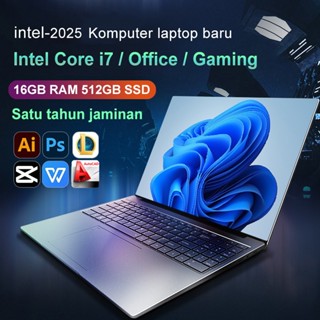 intel-2025 Komputer laptop baru
Intel Core i7 / Office / Gaming
16GB RAM 512GB SSD
Satu tahun jaminan
Ai Ps L
W